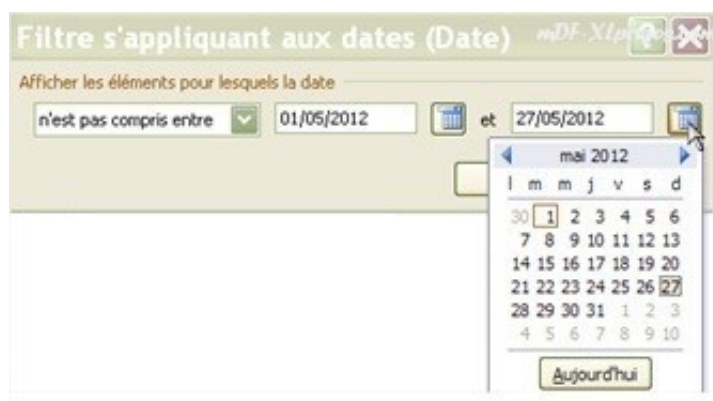 Filtre s'appliquant aux dates (Date)
Afficher les éléments pour lesquels la date
n'est pas compris entre 01/05/2012 et 27/05/2012
mai 2012
l m m j v s d
30 1 2 3 4 5 6
7 8 9 10 11 12 13
14 15 16 17 18 19 20
21 22 23 24 25 26 27
28 29 30 31 1 2 3
4 5 6 7 8 9 10
Aujourd'hui